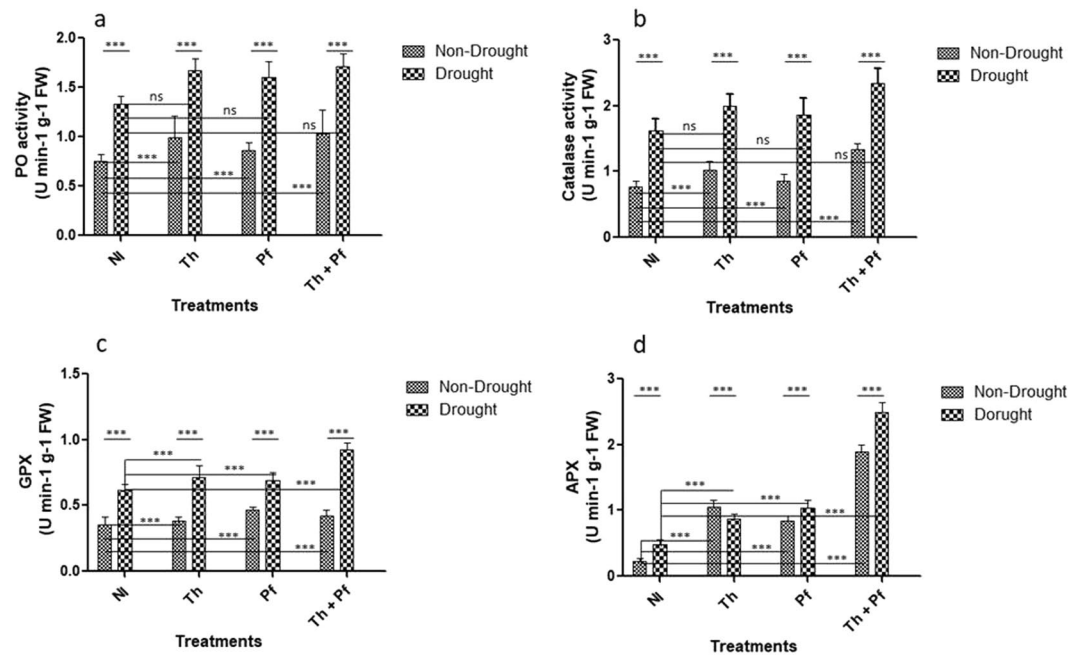 a
PO activity
(U min-1 g-1 FW)
2.0
1.5
1.0
0.5
0.0
*** *** *** ***
ns
ns
ns
***
***
***
NI Th Pf Th + Pf
Treatments
Non-Drought
Drought
b
Catalase activity
(U min-1 g-1 FW)
3
2
1
0
*** *** *** ***
ns
ns
ns
***
***
***
NI Th Pf Th + Pf
Treatments
Non-Drought
Drought
c
GPX
(U min-1 g-1 FW)
1.5
1.0
0.5
0.0
*** *** *** ***
***
***
***
***
***
***
NI Th Pf Th + Pf
Treatments
Non-Drought
Drought
d
APX
(U min-1 g-1 FW)
3
2
1
0
*** *** *** ***
***
***
***
***
***
***
NI Th Pf Th + Pf
Treatments
Non-Drought
Dorught